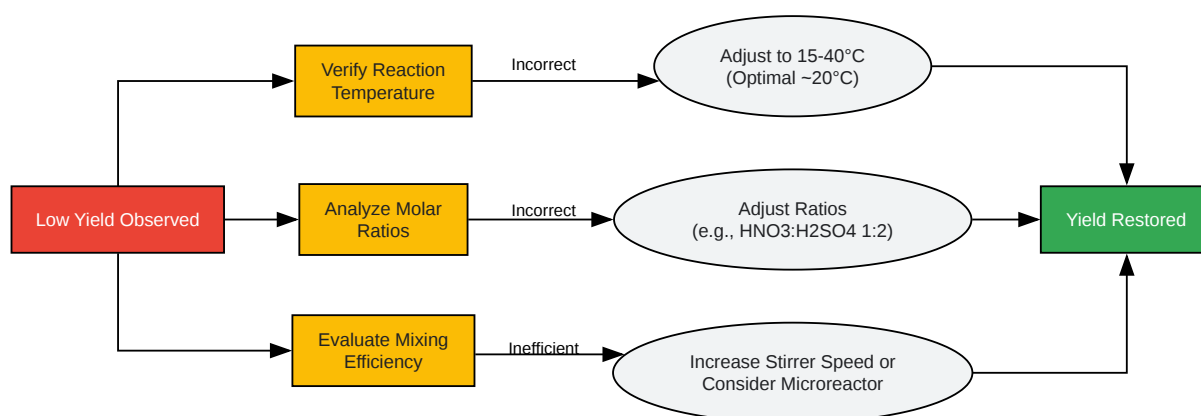 Verify Reaction
Temperature
Incorrect
Adjust to 15-40°C
(Optimal ~20°C)
Low Yield Observed
Analyze Molar
Ratios
Incorrect
Adjust Ratios
(e.g., HNO3:H2SO4 1:2)
Yield Restored
Evaluate Mixing
Efficiency
Inefficient
Increase Stirrer Speed or
Consider Microreactor